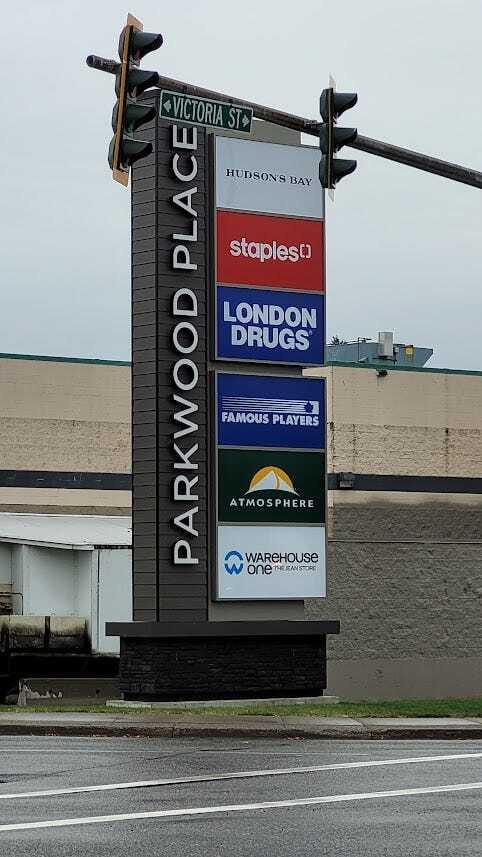 VICTORIA ST
PARKWOOD PLACE
HUDSON'S BAY
staples
LONDON
DRUGS
FAMOUS PLAYERS
ATMOSPHERE
WAREHOUSE
ONE THE JEAN STORE